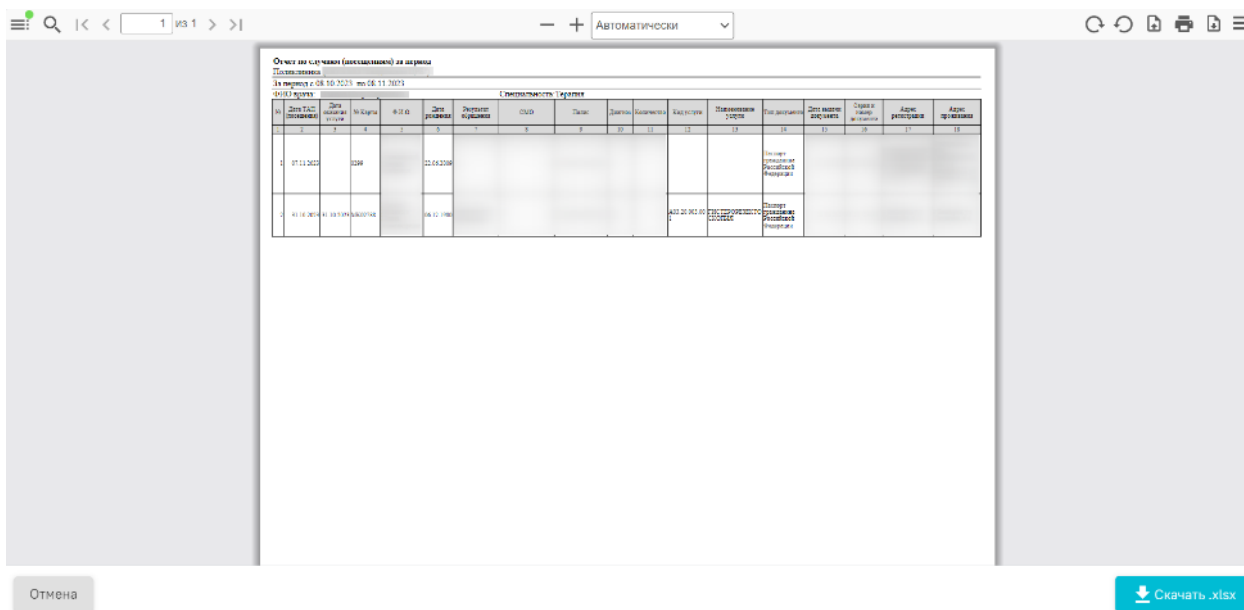 1 из 1
Автоматически
Отчет по случаям (посещениям) за период
Поликлиника
За период с 08.10.2023 по 08.11.2023
ФИО врача: Специальность: Терапия
№ Дата ТАП (посещения) Дата оказания услуги № Карты Ф.И.О. Дата рождения Результат обращения СМО Полис Диагноз Количество Код услуги Наименование услуги Тип документа Дата выдачи документа Серия и номер документа Адрес регистрации Адрес проживания
1 2 3 4 5 6 7 8 9 10 11 12 13 14 15 16 17 18
1 07.11.2023 Паспорт гражданина Российской Федерации
2 31.10.2023 Паспорт гражданина Российской Федерации
Отмена
Скачать .xlsx